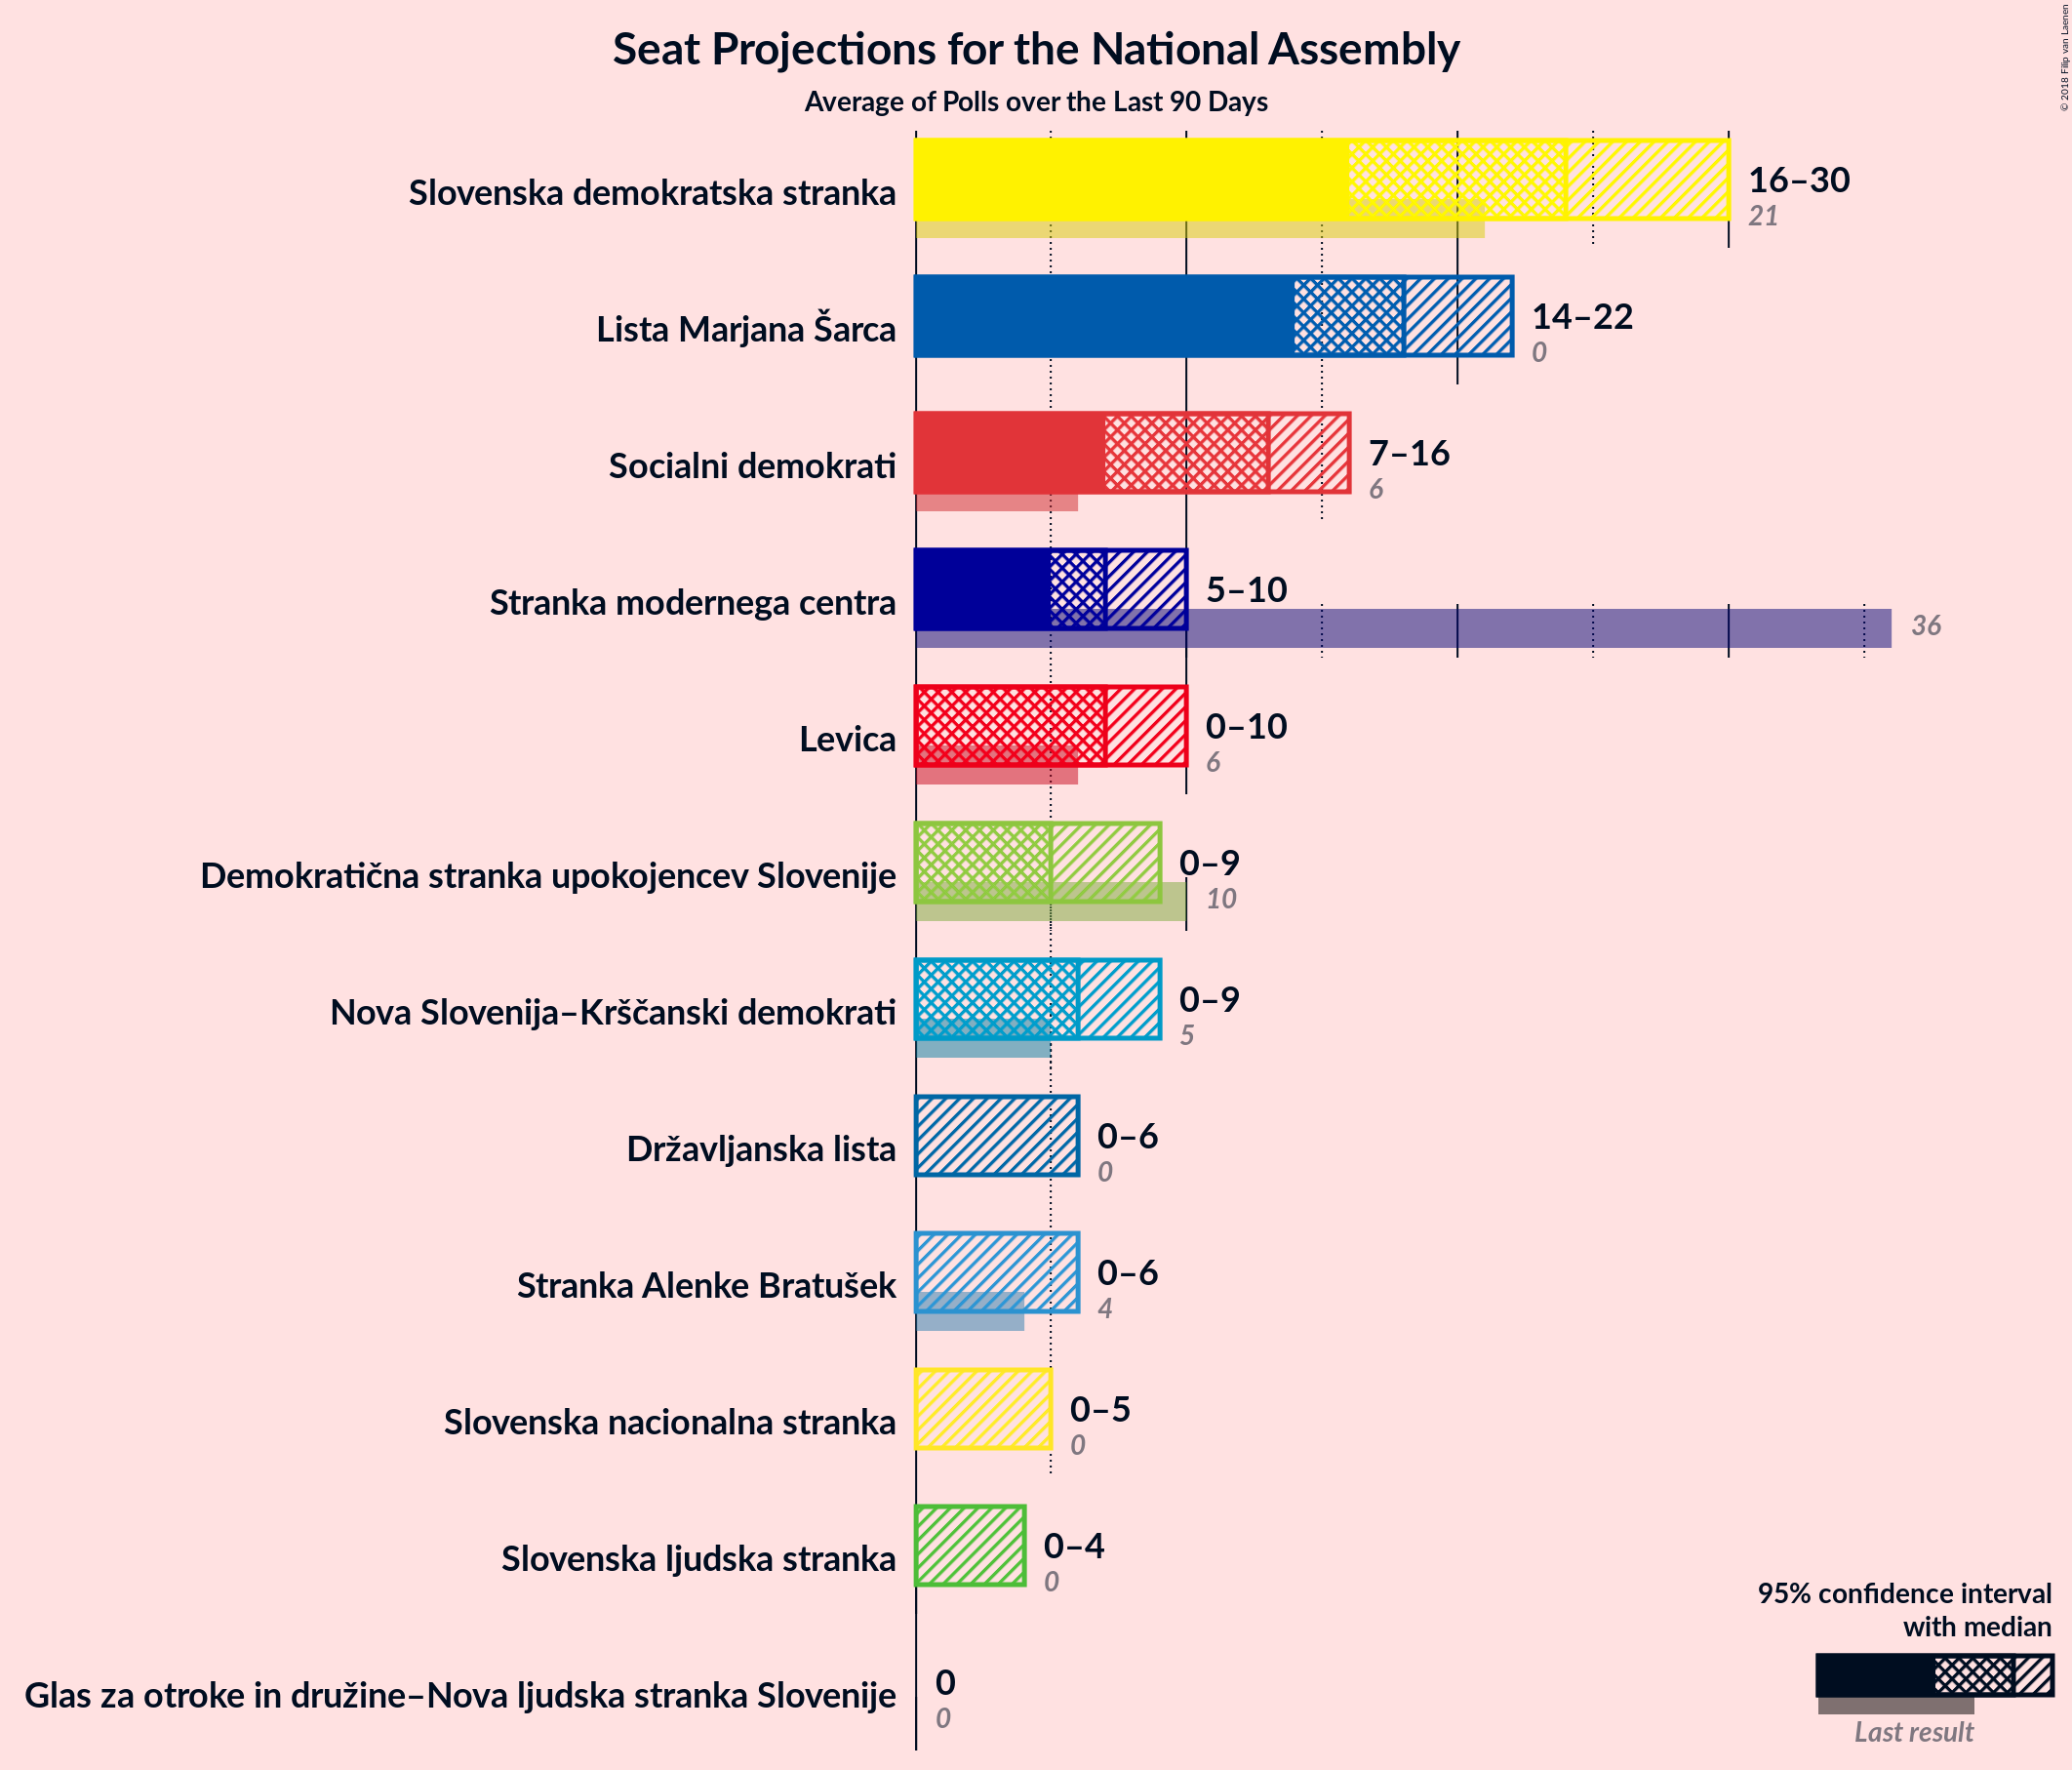 Seat Projections for the National Assembly
Average of Polls over the Last 90 Days
© 2018 Filip van Laenen
Slovenska demokratska stranka
16–30
21
Lista Marjana Šarca
14–22
0
Socialni demokrati
7–16
6
Stranka modernega centra
5–10
36
Levica
0–10
6
Demokratična stranka upokojencev Slovenije
0–9
10
Nova Slovenija–Krščanski demokrati
0–9
5
Državljanska lista
0–6
0
Stranka Alenke Bratušek
0–6
4
Slovenska nacionalna stranka
0–5
0
Slovenska ljudska stranka
0–4
0
Glas za otroke in družine–Nova ljudska stranka Slovenije
0
0
95% confidence interval
with median
Last result